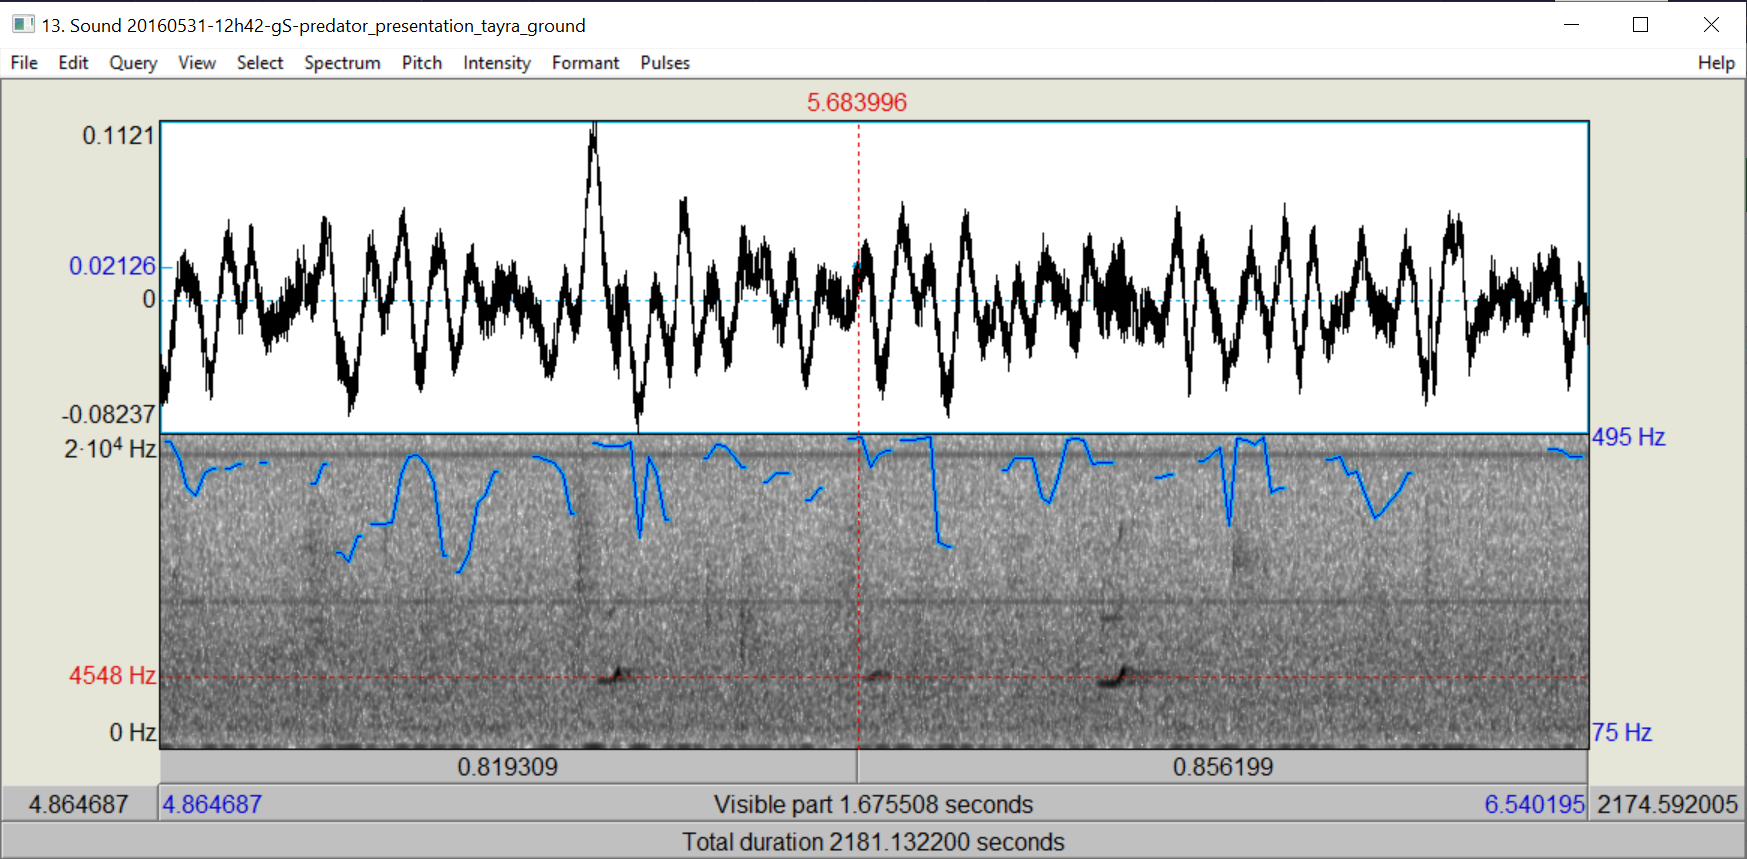 13. Sound 20160531-12h42-gS-predator_presentation_tayra_ground
File Edit Query View Select Spectrum Pitch Intensity Formant Pulses Help
5.683996
0.1121
0.02126
0
-0.08237
2·10⁴ Hz 495 Hz
4548 Hz
0 Hz 75 Hz
0.819309 0.856199
4.864687 4.864687 Visible part 1.675508 seconds 6.540195 2174.592005
Total duration 2181.132200 seconds